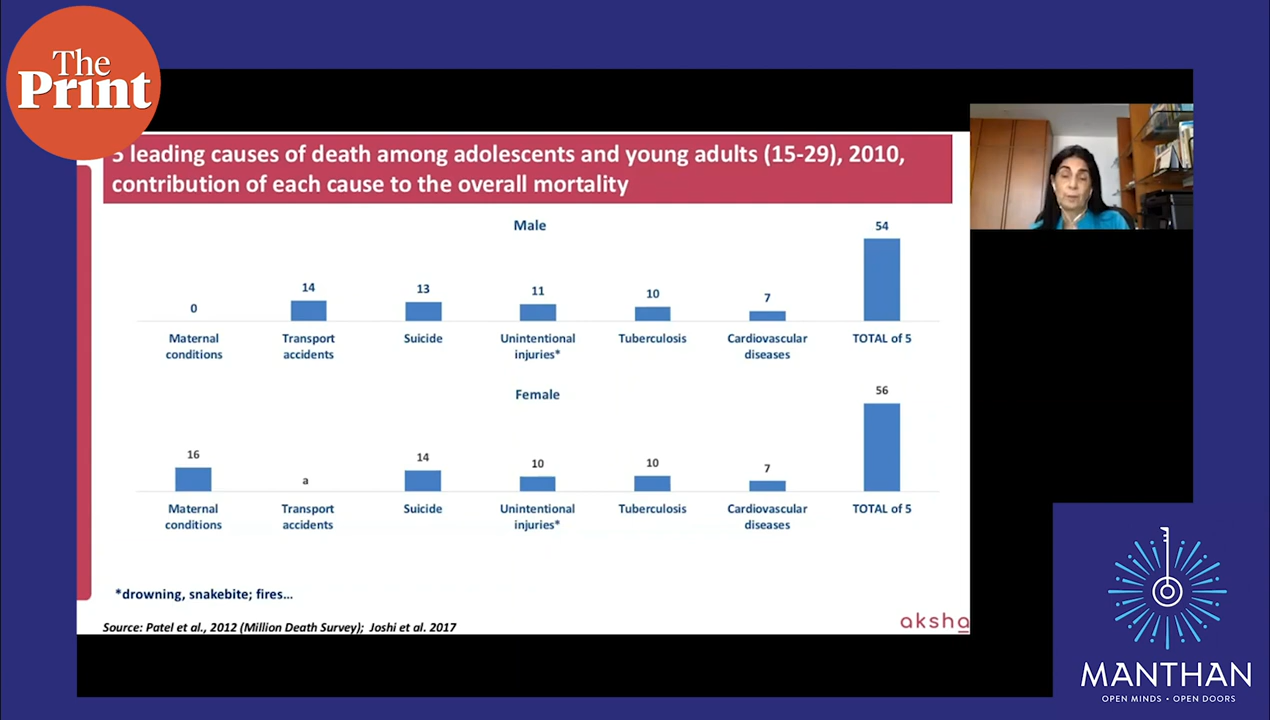 The
Print
5 leading causes of death among adolescents and young adults (15-29), 2010,
contribution of each cause to the overall mortality
Male
0
14
13
11
10
7
54
Maternal conditions
Transport accidents
Suicide
Unintentional injuries*
Tuberculosis
Cardiovascular diseases
TOTAL of 5
Female
16
a
14
10
10
7
56
Maternal conditions
Transport accidents
Suicide
Unintentional injuries*
Tuberculosis
Cardiovascular diseases
TOTAL of 5
*drowning, snakebite; fires...
Source: Patel et al., 2012 (Million Death Survey); Joshi et al. 2017
aksha
MANTHAN
OPEN MINDS • OPEN DOORS